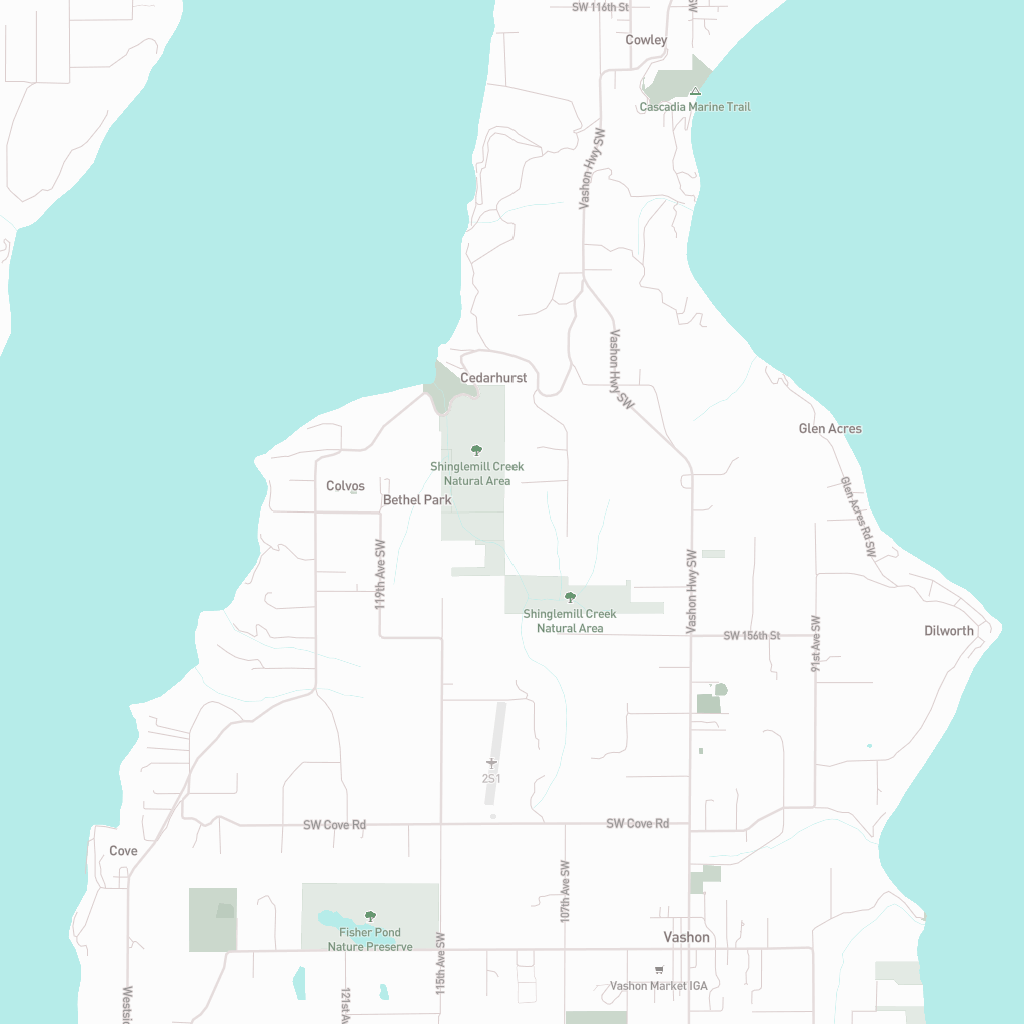 SW 116th St
SW
Cowley
Cascadia Marine Trail
Vashon Hwy SW
Vashon Hwy SW
Cedarhurst
Glen Acres
Shinglemill Creek
Natural Area
Colvos
Bethel Park
Glen Acres Rd SW
119th Ave SW
Vashon Hwy SW
Shinglemill Creek
Natural Area
SW 156th St
91st Ave SW
Dilworth
2S1
SW Cove Rd
SW Cove Rd
Cove
107th Ave SW
Fisher Pond
Nature Preserve
Vashon
115th Ave SW
Vashon Market IGA
Westsid
121st Av